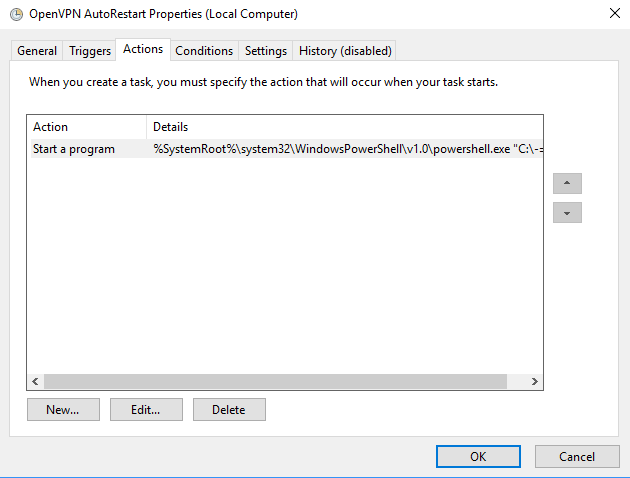 OpenVPN AutoRestart Properties (Local Computer)
General Triggers Actions Conditions Settings History (disabled)
When you create a task, you must specify the action that will occur when your task starts.
Action Details
Start a program %SystemRoot%\system32\WindowsPowerShell\v1.0\powershell.exe "C:\-=
New... Edit... Delete
OK Cancel